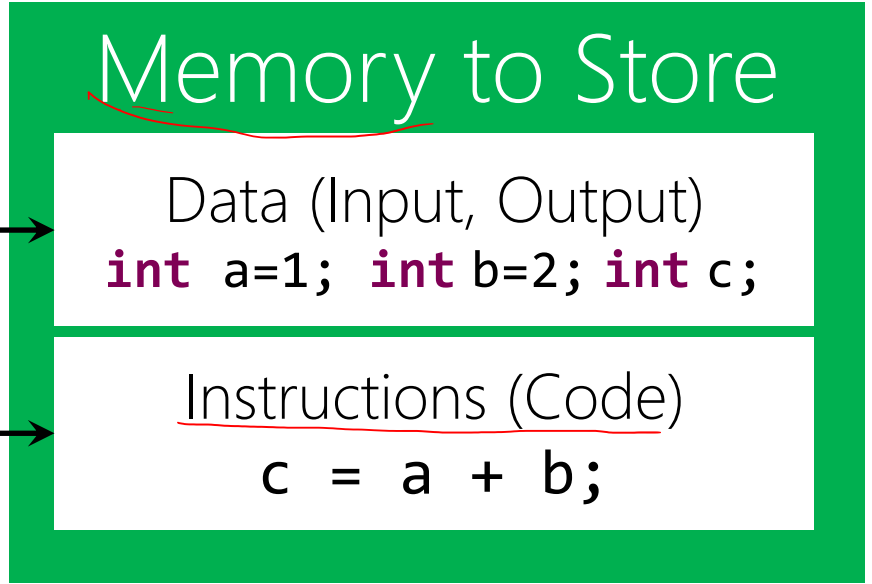 Memory to Store
Data (Input, Output)
int a=1; int b=2; int c;
Instructions (Code)
c = a + b;